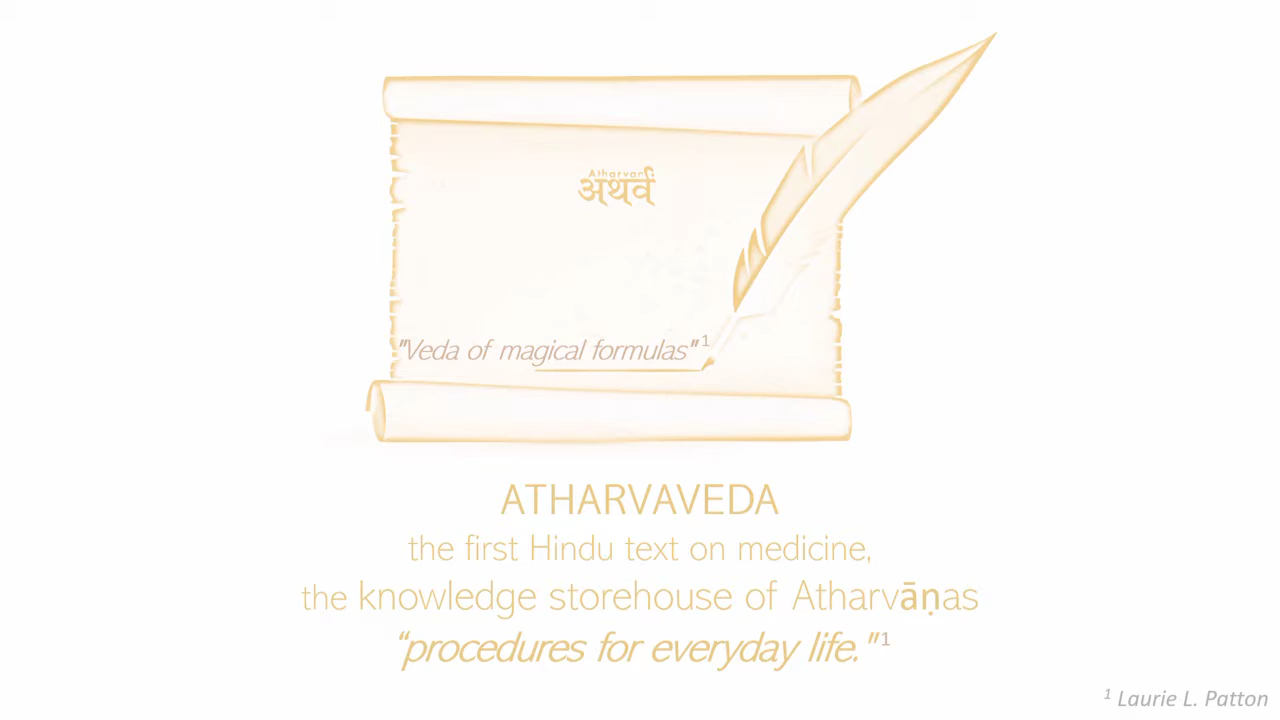 Atharvan
अथर्व
"Veda of magical formulas" 1
ATHARVAVEDA
the first Hindu text on medicine,
the knowledge storehouse of Atharvāṇas
“procedures for everyday life." 1
1 Laurie L. Patton